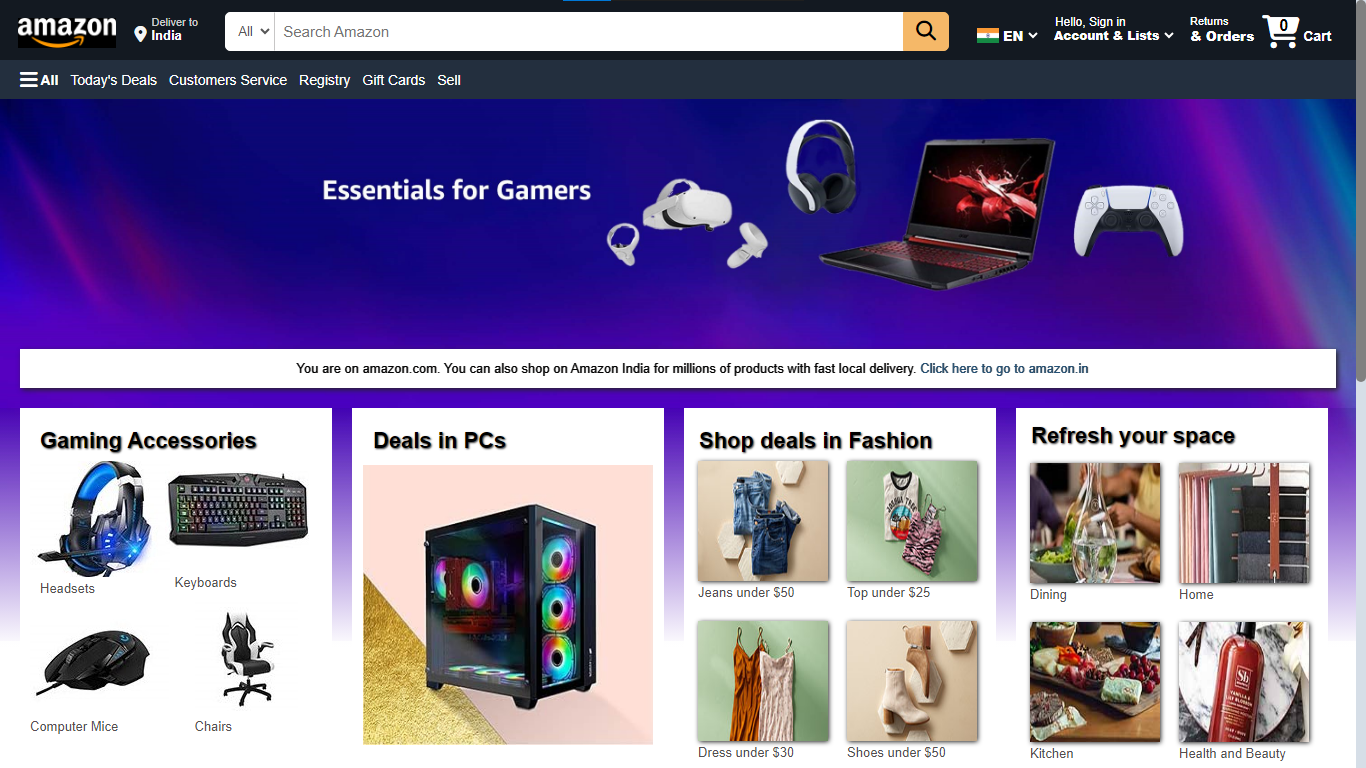 amazon
Deliver to
India
All
Search Amazon
EN
Hello, Sign in
Account & Lists
Returns
& Orders
0
Cart
All Today's Deals Customers Service Registry Gift Cards Sell
Essentials for Gamers
You are on amazon.com. You can also shop on Amazon India for millions of products with fast local delivery. Click here to go to amazon.in
Gaming Accessories
Headsets
Keyboards
Computer Mice
Chairs
Deals in PCs
Shop deals in Fashion
Jeans under $50
Top under $25
Dress under $30
Shoes under $50
Refresh your space
Dining
Home
Kitchen
Sb
Health and Beauty